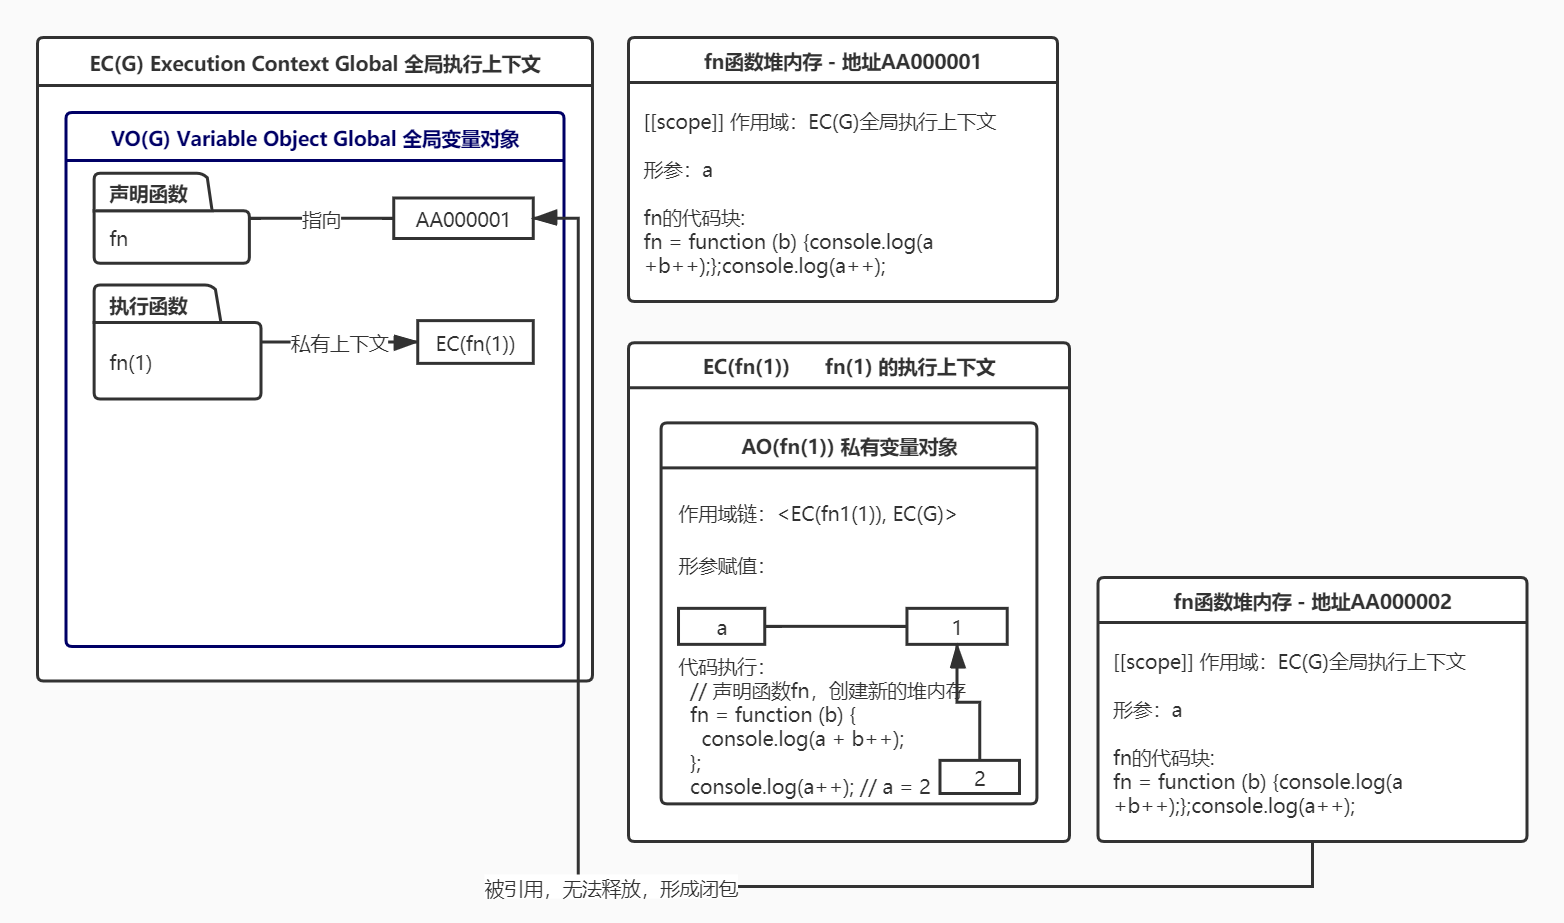 EC(G) Execution Context Global 全局执行上下文
VO(G) Variable Object Global 全局变量对象
声明函数
fn
指向
AA000001
执行函数
fn(1)
私有上下文
EC(fn(1))
fn函数堆内存 - 地址AA000001
[[scope]] 作用域：EC(G)全局执行上下文
形参：a
fn的代码块:
fn = function (b) {console.log(a
+b++);};console.log(a++);
EC(fn(1)) fn(1) 的执行上下文
AO(fn(1)) 私有变量对象
作用域链：<EC(fn1(1)), EC(G)>
形参赋值：
a
1
代码执行：
// 声明函数fn，创建新的堆内存
fn = function (b) {
console.log(a + b++);
};
console.log(a++); // a = 2
2
fn函数堆内存 - 地址AA000002
[[scope]] 作用域：EC(G)全局执行上下文
形参：a
fn的代码块:
fn = function (b) {console.log(a
+b++);};console.log(a++);
被引用，无法释放，形成闭包